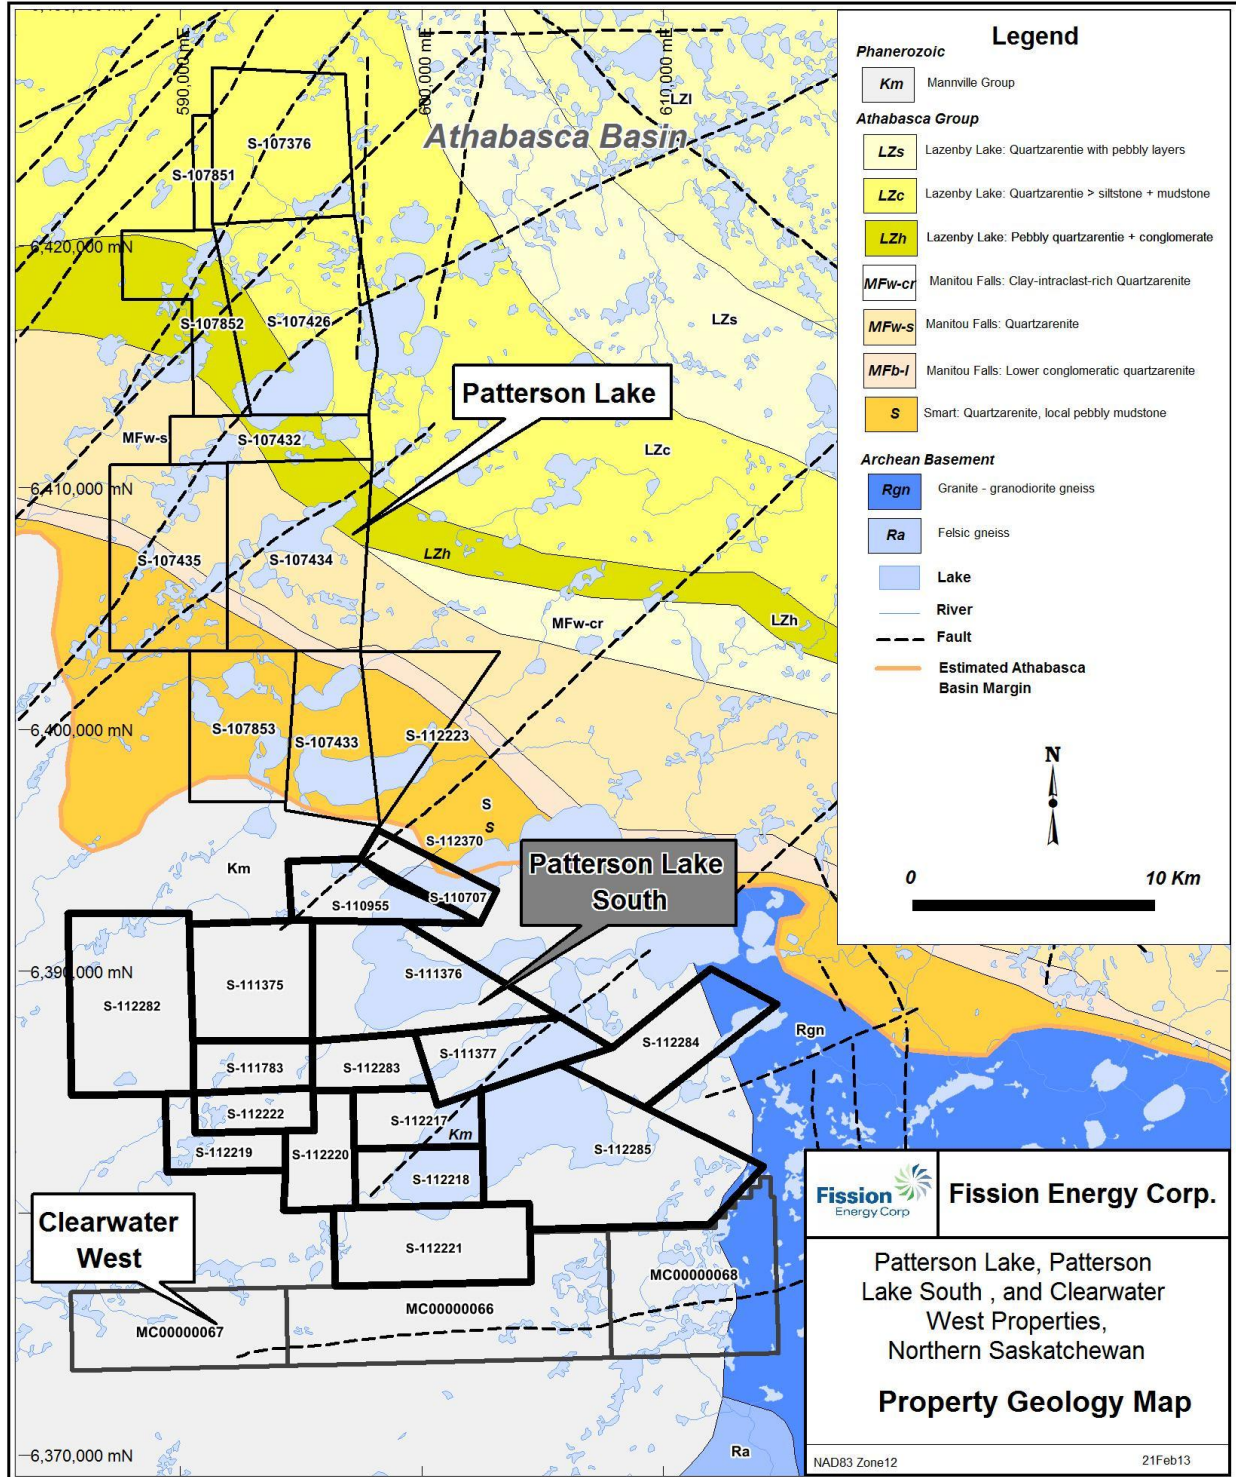 590,000 mE
600,000 mE
610,000 mE
LZl
Athabasca Basin
S-107376
S-107851
6,420,000 mN
S-107852
S-107426
LZs
Patterson Lake
MFw-s
S-107432
LZc
6,410,000 mN
S-107435
S-107434
LZh
MFw-cr
LZh
S-107853
S-107433
S-112223
6,400,000 mN
S
S
S-112370
Patterson Lake
South
Km
S-110955
S-110707
6,390,000 mN
S-112282
S-111375
S-111376
Rgn
S-112284
S-111377
S-111783
S-112283
S-112222
S-112217
Km
S-112219
S-112220
S-112285
S-112218
Clearwater
West
S-112221
MC00000068
MC00000066
MC00000067
6,370,000 mN
Ra
Legend
Phanerozoic
Km Mannville Group
Athabasca Group
LZs Lazenby Lake: Quartzarentie with pebbly layers
LZc Lazenby Lake: Quartzarentie > siltstone + mudstone
LZh Lazenby Lake: Pebbly quartzarentie + conglomerate
MFw-cr Manitou Falls: Clay-intraclast-rich Quartzarenite
MFw-s Manitou Falls: Quartzarenite
MFb-l Manitou Falls: Lower conglomeratic quartzarenite
S Smart: Quartzarenite, local pebbly mudstone
Archean Basement
Rgn Granite - granodiorite gneiss
Ra Felsic gneiss
Lake
River
Fault
Estimated Athabasca
Basin Margin
N
0 10 Km
Fission
Energy Corp
Fission Energy Corp.
Patterson Lake, Patterson
Lake South , and Clearwater
West Properties,
Northern Saskatchewan
Property Geology Map
NAD83 Zone12 21Feb13